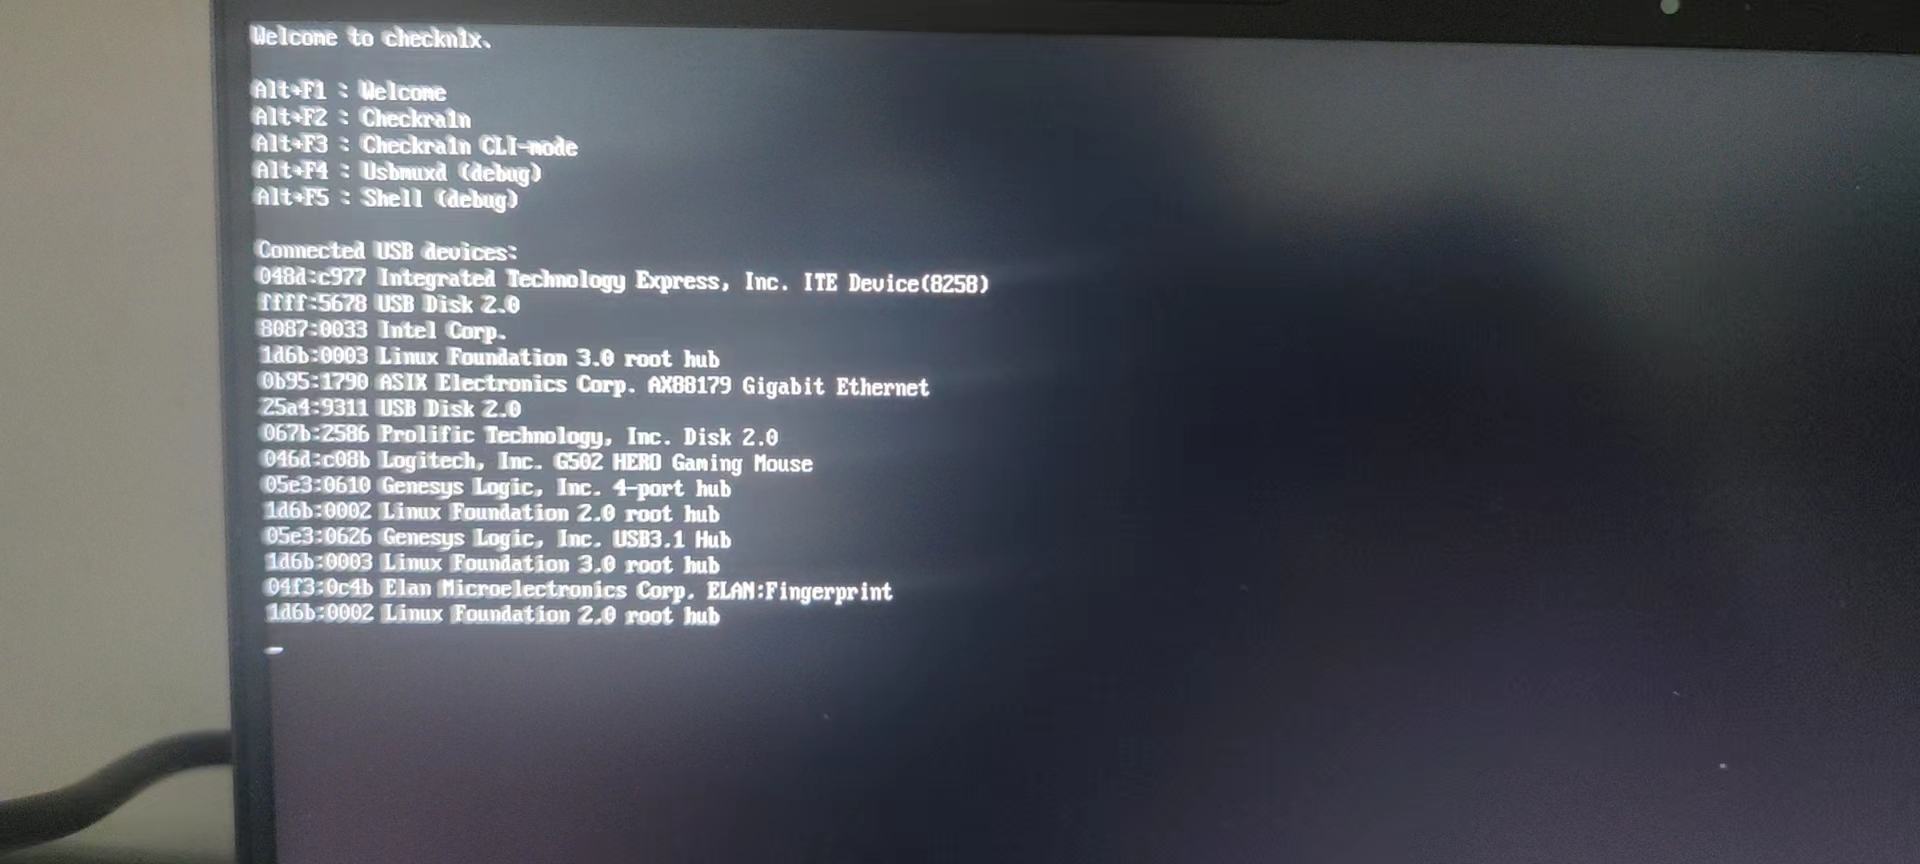 Welcome to checkn1x.
Alt+F1 : Welcome
Alt+F2 : Checkra1n
Alt+F3 : Checkra1n CLI-mode
Alt+F4 : Usbmuxd (debug)
Alt+F5 : Shell (debug)
Connected USB devices:
048d:c977 Integrated Technology Express, Inc. ITE Device(8258)
ffff:5678 USB Disk 2.0
8087:0033 Intel Corp.
1d6b:0003 Linux Foundation 3.0 root hub
0b95:1790 ASIX Electronics Corp. AX88179 Gigabit Ethernet
25a4:9311 USB Disk 2.0
067b:2586 Prolific Technology, Inc. Disk 2.0
046d:c08b Logitech, Inc. G502 HERO Gaming Mouse
05e3:0610 Genesys Logic, Inc. 4-port hub
1d6b:0002 Linux Foundation 2.0 root hub
05e3:0626 Genesys Logic, Inc. USB3.1 Hub
1d6b:0003 Linux Foundation 3.0 root hub
04f3:0c4b Elan Microelectronics Corp. ELAN:Fingerprint
1d6b:0002 Linux Foundation 2.0 root hub